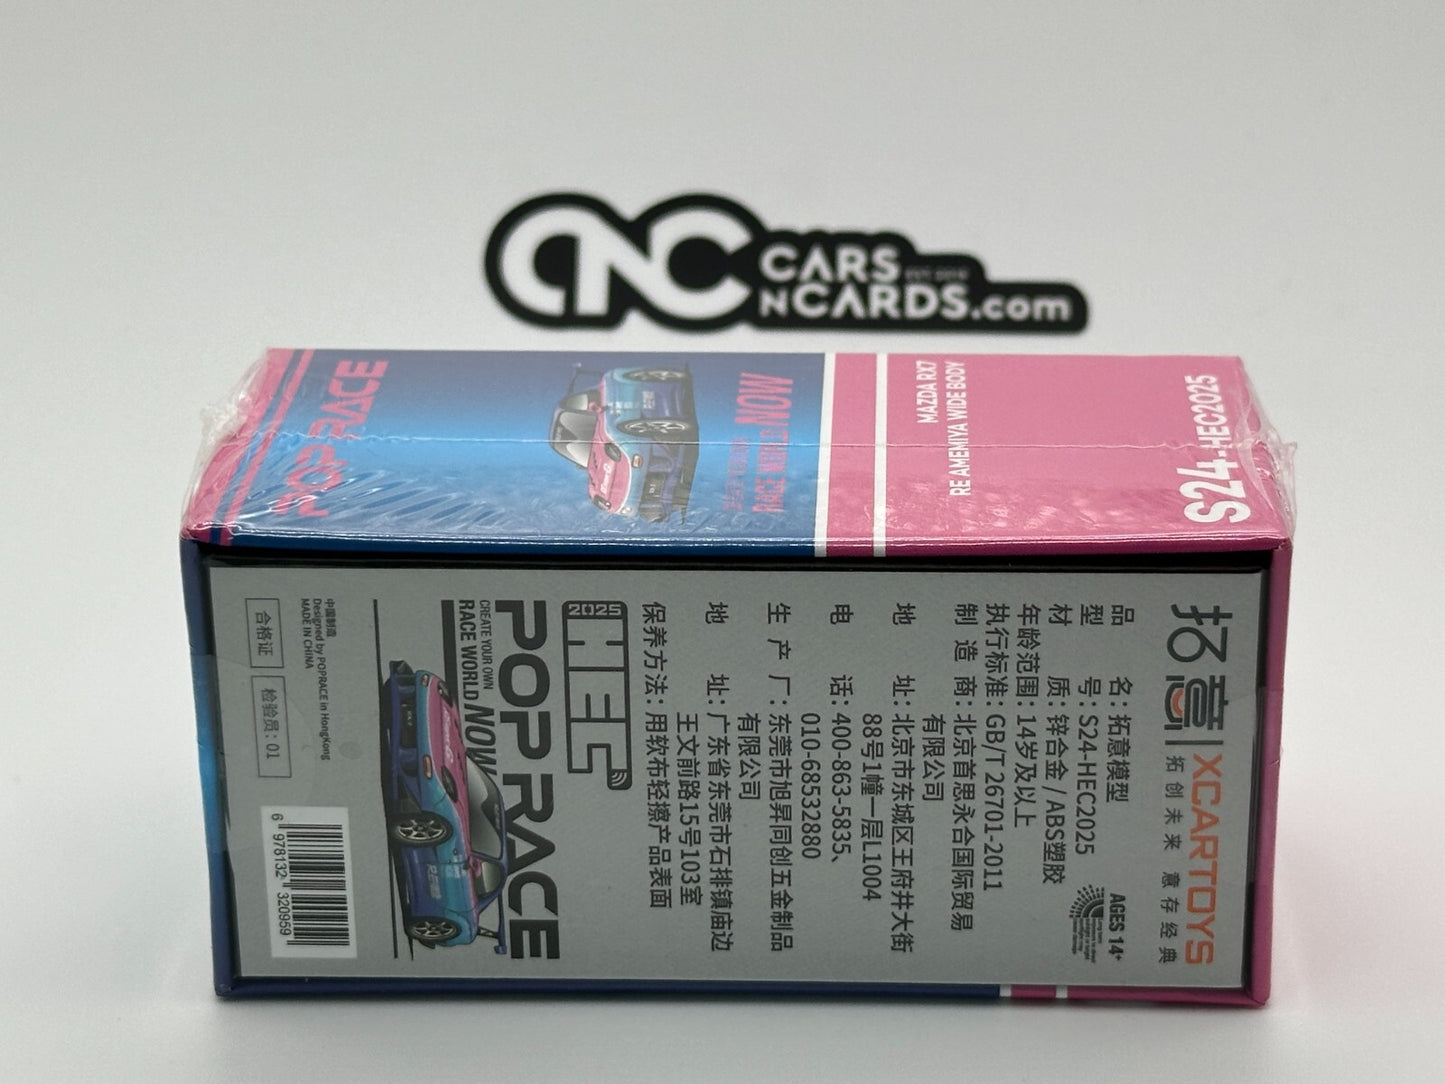 CNC CARS
EST 2018
nCARDS.com
POP RACE
RACE WORLD NOW
MAZDA RX7
RE AMEMIYA WIDE BODY
S24-HEC2025
拓意 | XCARTOYS
拓创未来 意存经典
品名：拓意模型
型号：S24-HEC2025
材质：锌合金 / ABS塑胶
年龄范围：14岁及以上
执行标准：GB/T 26701-2011
制造商：北京首思永合国际贸易
有限公司
地址：北京市东城区王府井大街
88号1幢一层L1004
电话：400-863-5835、
010-68532880
生产厂：东莞市旭昇同创五金制品
有限公司
地址：广东省东莞市石排镇庙边
王文前路15号103室
保养方法：用软布轻擦产品表面
AGES 14+
2025
HEC
POP RACE
CREATE YOUR OWN
RACE WORLD NOW
中国制造
Designed by POPRACE in HongKong
MADE IN CHINA
合格证
检验员：01
6 978132 320959